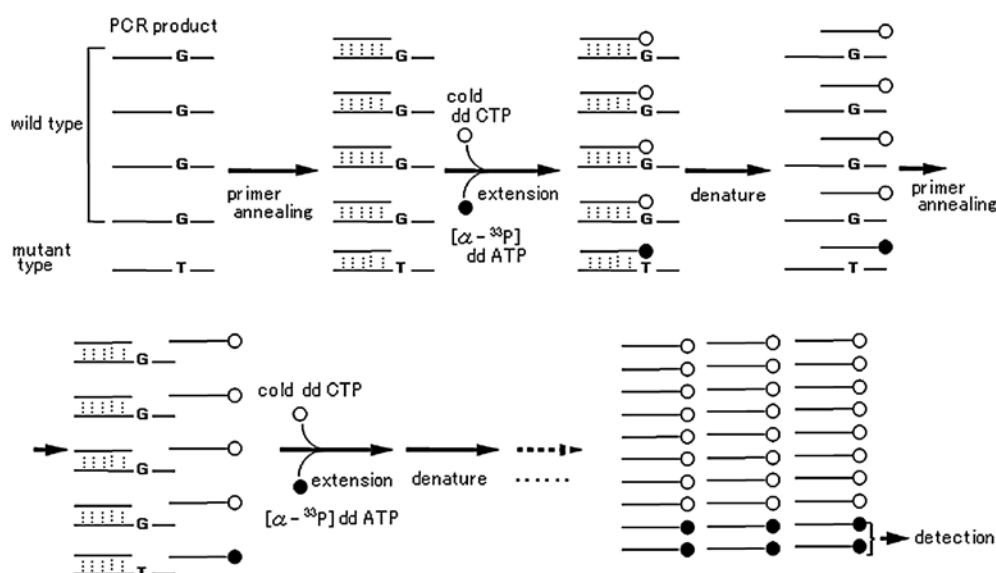 PCR product
wild type
mutant
type
G
G
G
G
T
primer
annealing
G
G
G
G
T
cold
dd CTP
extension
[α - ³³P]
dd ATP
G
G
G
G
T
denature
G
G
G
G
T
primer
annealing
G
G
G
G
T
cold dd CTP
extension
[α - ³³P] dd ATP
denature
detection